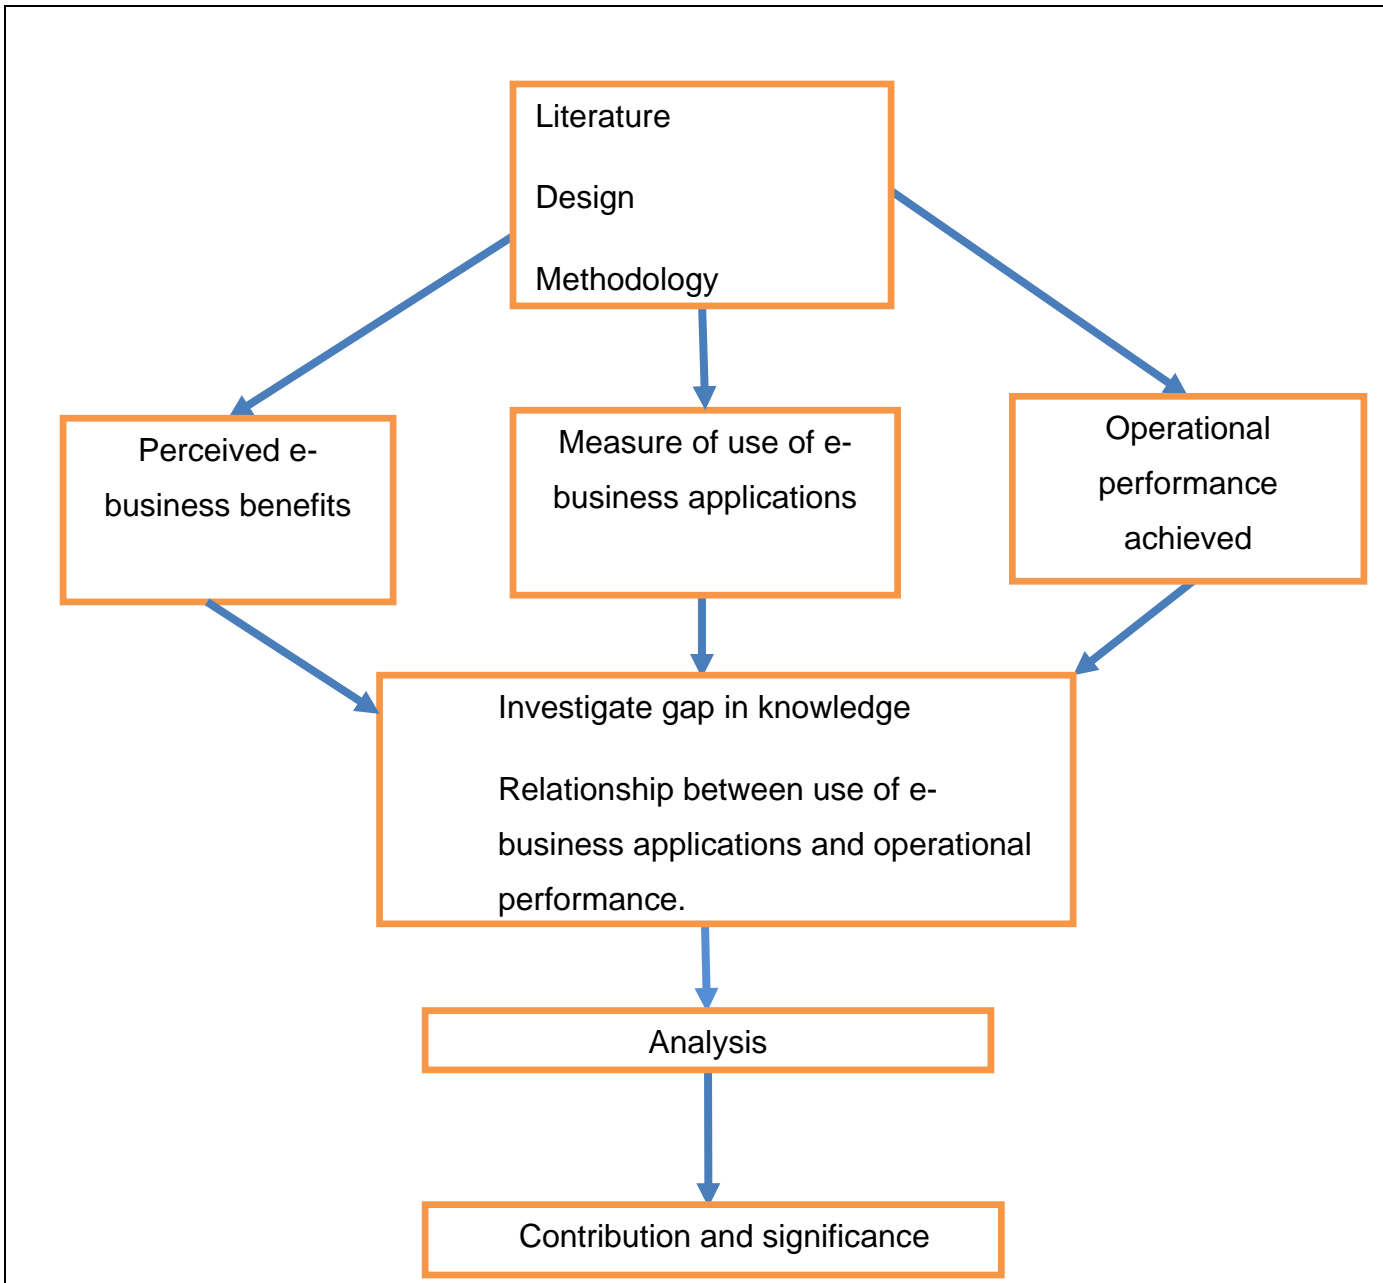 Literature
Design
Methodology
Perceived e-
business benefits
Measure of use of e-
business applications
Operational
performance
achieved
Investigate gap in knowledge
Relationship between use of e-
business applications and operational
performance.
Analysis
Contribution and significance